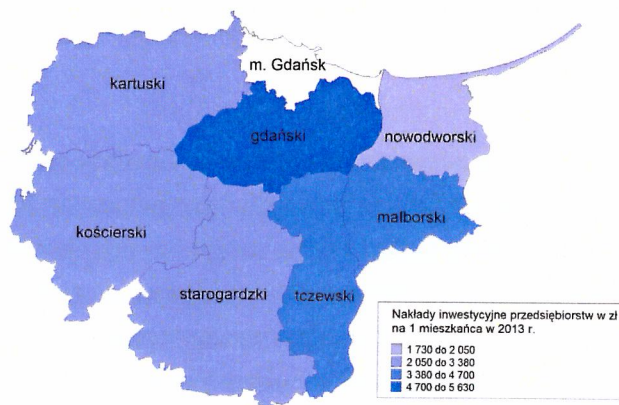 m. Gdańsk
kartuski
gdański
nowodworski
malborski
kościerski
starogardzki
tczewski
Nakłady inwestycyjne przedsiębiorstw w zł
na 1 mieszkańca w 2013 r.
1 730 do 2 050
2 050 do 3 380
3 380 do 4 700
4 700 do 5 630